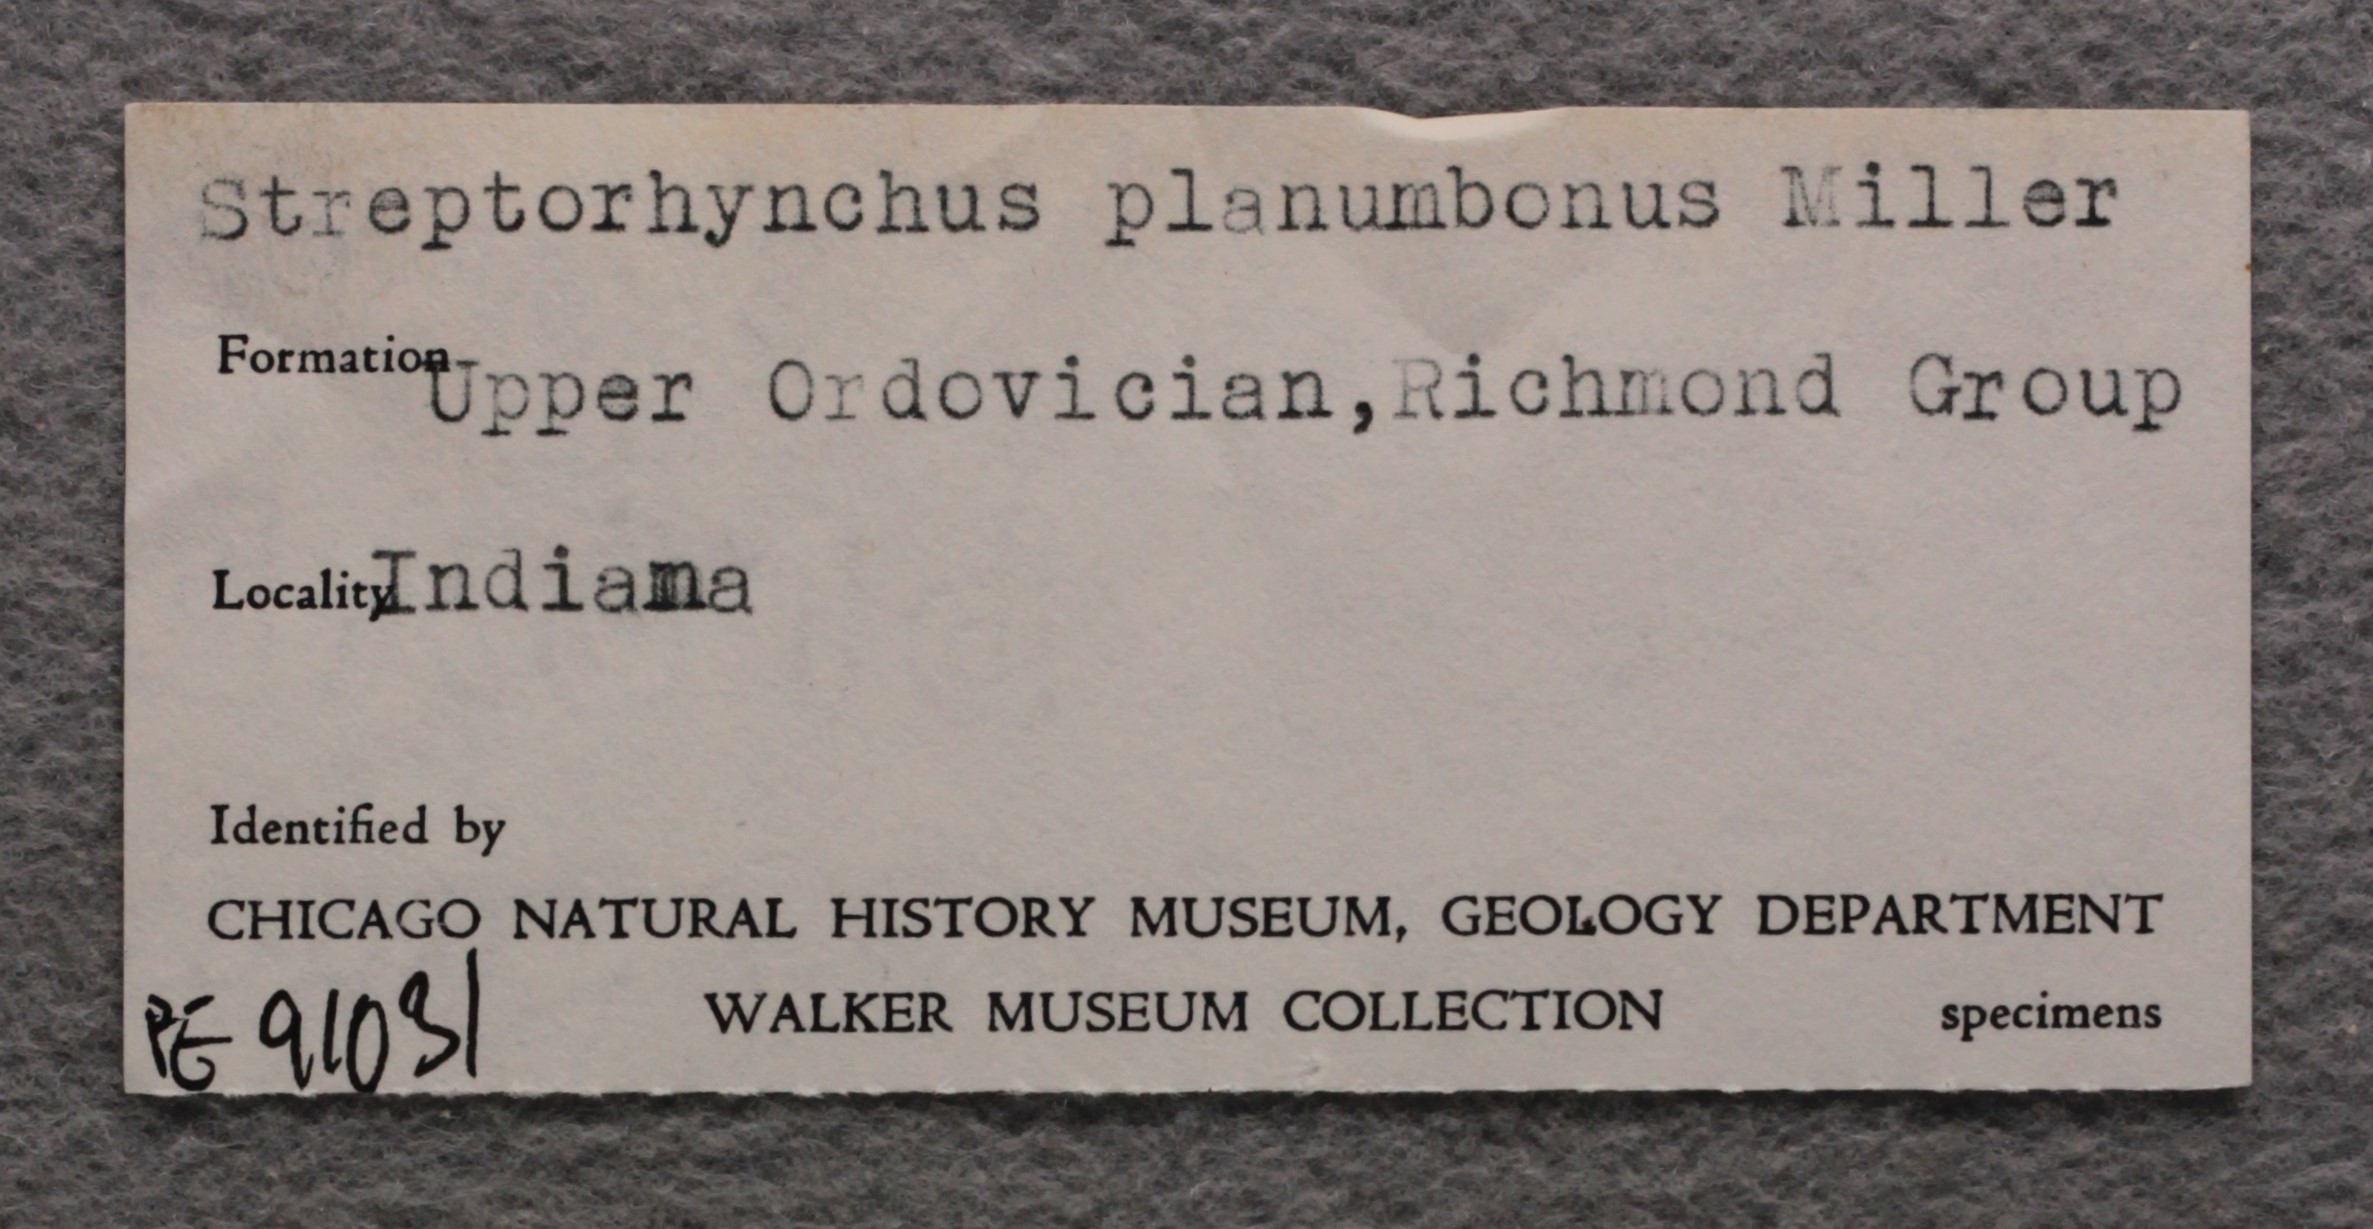 Streptorhynchus planumbonus Miller
Formation Upper Ordovician, Richmond Group
Locality Indiana
Identified by
CHICAGO NATURAL HISTORY MUSEUM, GEOLOGY DEPARTMENT
WALKER MUSEUM COLLECTION specimens
PE 91031